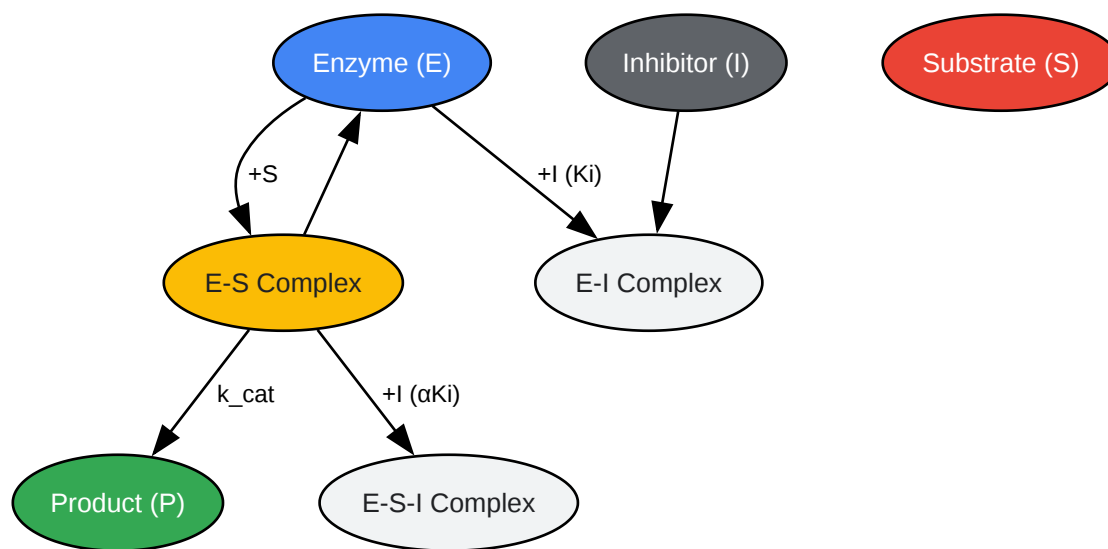 Enzyme (E)
Inhibitor (I)
Substrate (S)
+S
+I (Ki)
E-S Complex
E-I Complex
k_cat
+I (αKi)
Product (P)
E-S-I Complex